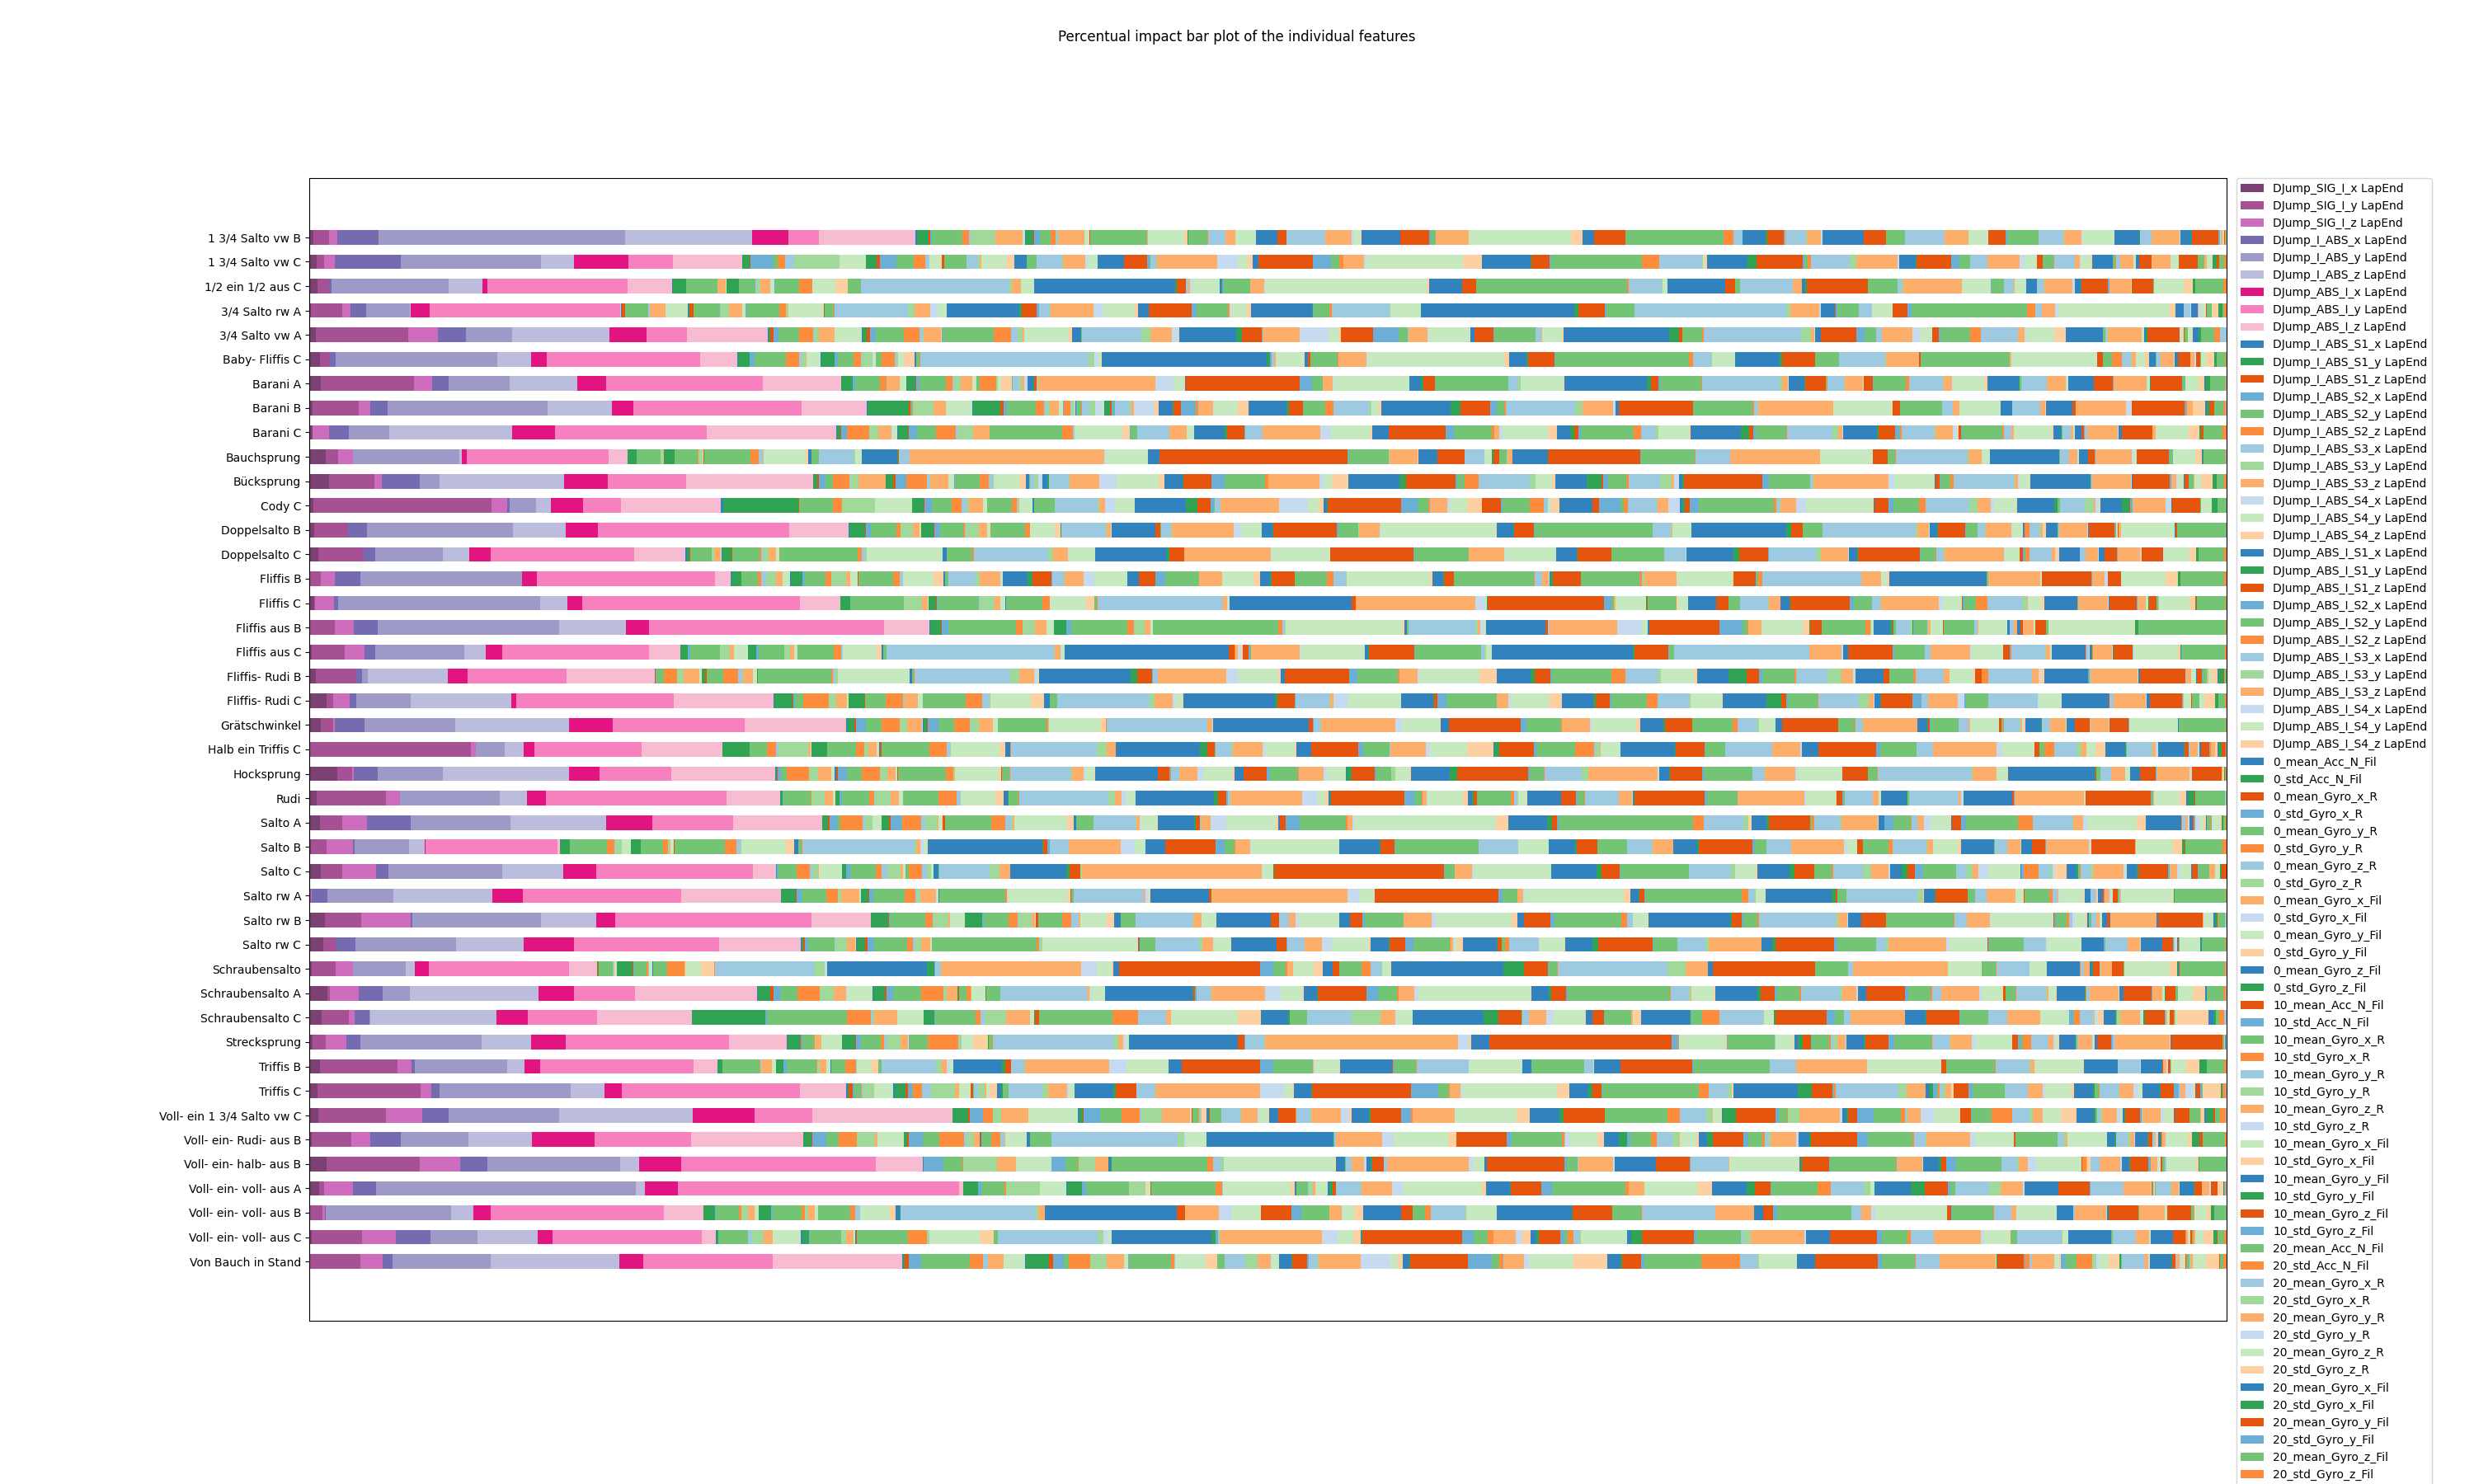 Percentual impact bar plot of the individual features
1 3/4 Salto vw B
1 3/4 Salto vw C
1/2 ein 1/2 aus C
3/4 Salto rw A
3/4 Salto vw A
Baby- Fliffis C
Barani A
Barani B
Barani C
Bauchsprung
Bücksprung
Cody C
Doppelsalto B
Doppelsalto C
Fliffis B
Fliffis C
Fliffis aus B
Fliffis aus C
Fliffis- Rudi B
Fliffis- Rudi C
Grätschwinkel
Halb ein Triffis C
Hocksprung
Rudi
Salto A
Salto B
Salto C
Salto rw A
Salto rw B
Salto rw C
Schraubensalto
Schraubensalto A
Schraubensalto C
Strecksprung
Triffis B
Triffis C
Voll- ein 1 3/4 Salto vw C
Voll- ein- Rudi- aus B
Voll- ein- halb- aus B
Voll- ein- voll- aus A
Voll- ein- voll- aus B
Voll- ein- voll- aus C
Von Bauch in Stand
DJump_SIG_I_x LapEnd
DJump_SIG_I_y LapEnd
DJump_SIG_I_z LapEnd
DJump_I_ABS_x LapEnd
DJump_I_ABS_y LapEnd
DJump_I_ABS_z LapEnd
DJump_ABS_I_x LapEnd
DJump_ABS_I_y LapEnd
DJump_ABS_I_z LapEnd
DJump_I_ABS_S1_x LapEnd
DJump_I_ABS_S1_y LapEnd
DJump_I_ABS_S1_z LapEnd
DJump_I_ABS_S2_x LapEnd
DJump_I_ABS_S2_y LapEnd
DJump_I_ABS_S2_z LapEnd
DJump_I_ABS_S3_x LapEnd
DJump_I_ABS_S3_y LapEnd
DJump_I_ABS_S3_z LapEnd
DJump_I_ABS_S4_x LapEnd
DJump_I_ABS_S4_y LapEnd
DJump_I_ABS_S4_z LapEnd
DJump_ABS_I_S1_x LapEnd
DJump_ABS_I_S1_y LapEnd
DJump_ABS_I_S1_z LapEnd
DJump_ABS_I_S2_x LapEnd
DJump_ABS_I_S2_y LapEnd
DJump_ABS_I_S2_z LapEnd
DJump_ABS_I_S3_x LapEnd
DJump_ABS_I_S3_y LapEnd
DJump_ABS_I_S3_z LapEnd
DJump_ABS_I_S4_x LapEnd
DJump_ABS_I_S4_y LapEnd
DJump_ABS_I_S4_z LapEnd
0_mean_Acc_N_Fil
0_std_Acc_N_Fil
0_mean_Gyro_x_R
0_std_Gyro_x_R
0_mean_Gyro_y_R
0_std_Gyro_y_R
0_mean_Gyro_z_R
0_std_Gyro_z_R
0_mean_Gyro_x_Fil
0_std_Gyro_x_Fil
0_mean_Gyro_y_Fil
0_std_Gyro_y_Fil
0_mean_Gyro_z_Fil
0_std_Gyro_z_Fil
10_mean_Acc_N_Fil
10_std_Acc_N_Fil
10_mean_Gyro_x_R
10_std_Gyro_x_R
10_mean_Gyro_y_R
10_std_Gyro_y_R
10_mean_Gyro_z_R
10_std_Gyro_z_R
10_mean_Gyro_x_Fil
10_std_Gyro_x_Fil
10_mean_Gyro_y_Fil
10_std_Gyro_y_Fil
10_mean_Gyro_z_Fil
10_std_Gyro_z_Fil
20_mean_Acc_N_Fil
20_std_Acc_N_Fil
20_mean_Gyro_x_R
20_std_Gyro_x_R
20_mean_Gyro_y_R
20_std_Gyro_y_R
20_mean_Gyro_z_R
20_std_Gyro_z_R
20_mean_Gyro_x_Fil
20_std_Gyro_x_Fil
20_mean_Gyro_y_Fil
20_std_Gyro_y_Fil
20_mean_Gyro_z_Fil
20_std_Gyro_z_Fil